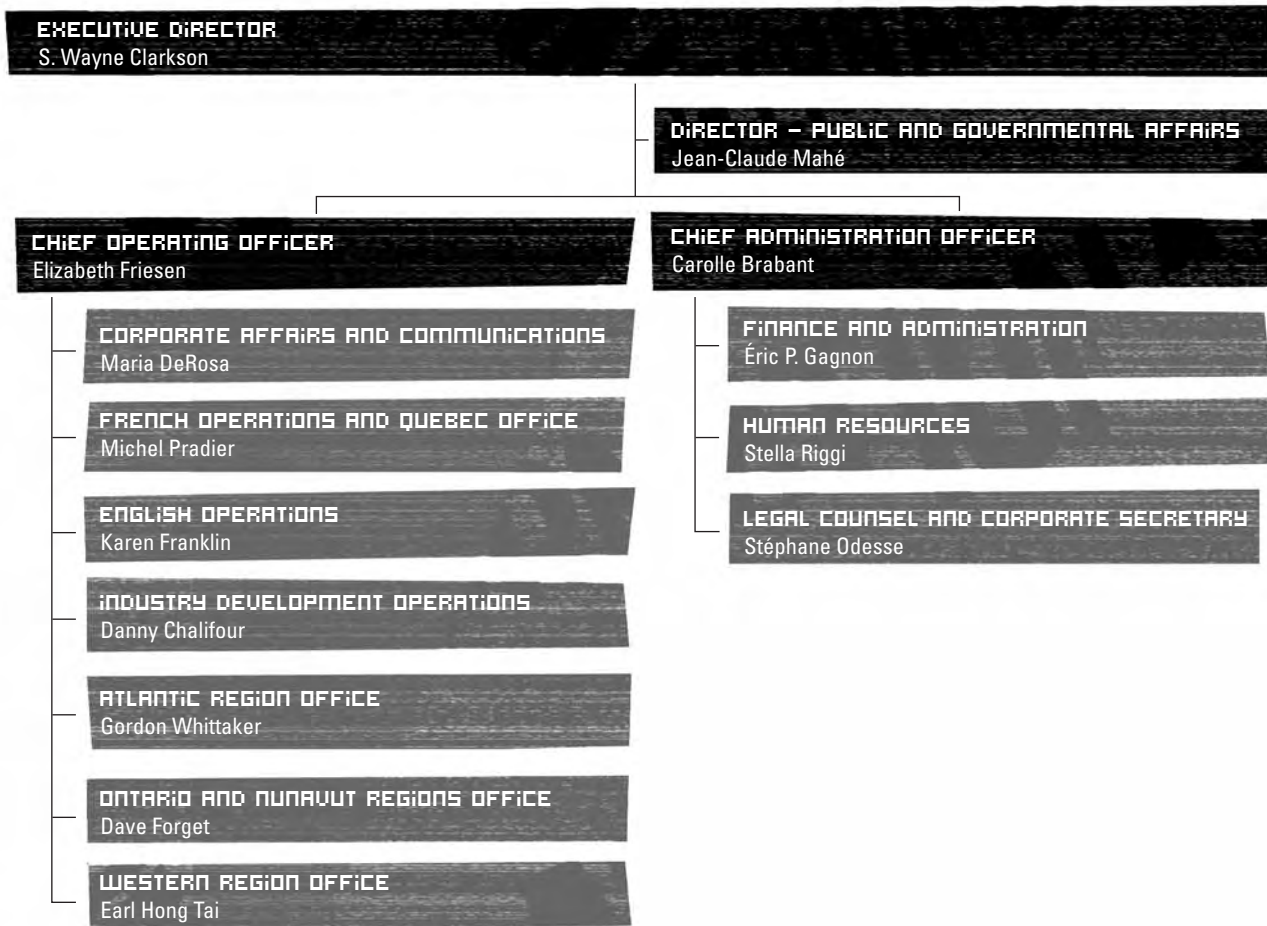 EXECUTIVE DIRECTOR
S. Wayne Clarkson
DIRECTOR – PUBLIC AND GOVERNMENTAL AFFAIRS
Jean-Claude Mahé
CHIEF OPERATING OFFICER
Elizabeth Friesen
CORPORATE AFFAIRS AND COMMUNICATIONS
Maria DeRosa
FRENCH OPERATIONS AND QUEBEC OFFICE
Michel Pradier
ENGLISH OPERATIONS
Karen Franklin
INDUSTRY DEVELOPMENT OPERATIONS
Danny Chalifour
ATLANTIC REGION OFFICE
Gordon Whittaker
ONTARIO AND NUNAVUT REGIONS OFFICE
Dave Forget
WESTERN REGION OFFICE
Earl Hong Tai
CHIEF ADMINISTRATION OFFICER
Carolle Brabant
FINANCE AND ADMINISTRATION
Éric P. Gagnon
HUMAN RESOURCES
Stella Riggi
LEGAL COUNSEL AND CORPORATE SECRETARY
Stéphane Odesse